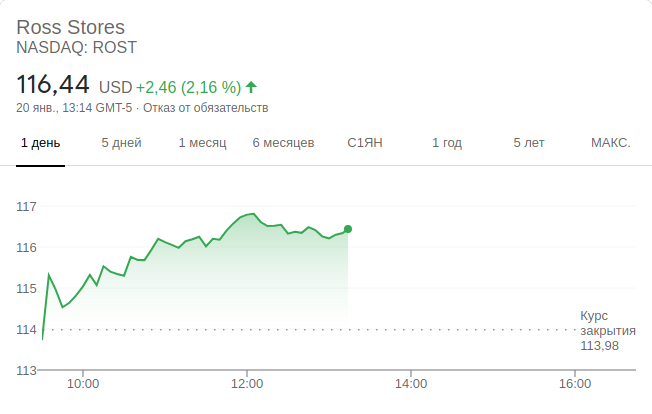 Ross Stores
NASDAQ: ROST
116,44 USD +2,46 (2,16 %)
20 янв., 13:14 GMT-5 · Отказ от обязательств
1 день 5 дней 1 месяц 6 месяцев С1ЯН 1 год 5 лет МАКС.
117
116
115
114
113
Курс
закрытия
113,98
10:00 12:00 14:00 16:00